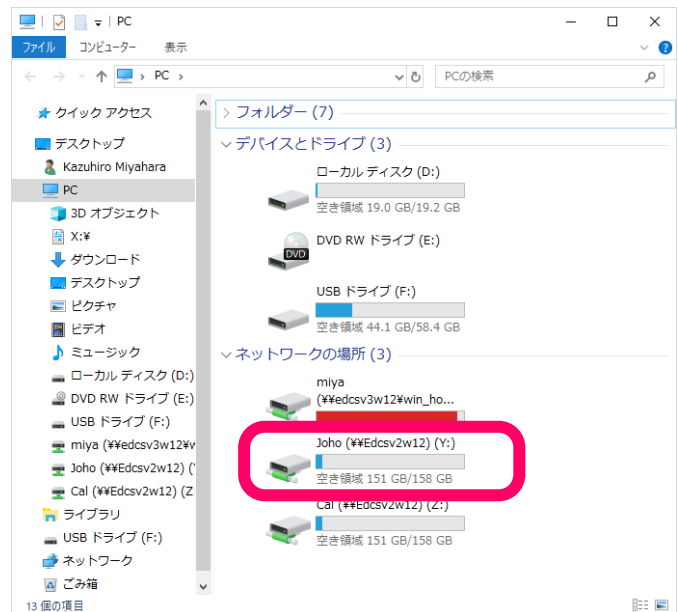 PC
ファイル コンピューター 表示
PC
PCの検索
クイック アクセス
デスクトップ
Kazuhiro Miyahara
PC
3D オブジェクト
X:¥
ダウンロード
デスクトップ
ピクチャ
ビデオ
ミュージック
ローカル ディスク (D:)
DVD RW ドライブ (E:)
USB ドライブ (F:)
miya (¥¥edcsv3w12¥w
Joho (¥¥Edcsv2w12) (Y
Cal (¥¥Edcsv2w12) (Z
ライブラリ
USB ドライブ (F:)
ネットワーク
ごみ箱
フォルダー (7)
デバイスとドライブ (3)
ローカル ディスク (D:)
空き領域 19.0 GB/19.2 GB
DVD RW ドライブ (E:)
DVD
USB ドライブ (F:)
空き領域 44.1 GB/58.4 GB
ネットワークの場所 (3)
miya
(¥¥edcsv3w12¥win_ho...
Joho (¥¥Edcsv2w12) (Y:)
空き領域 151 GB/158 GB
Cal (¥¥Edcsv2w12) (Z:)
空き領域 151 GB/158 GB
13 個の項目